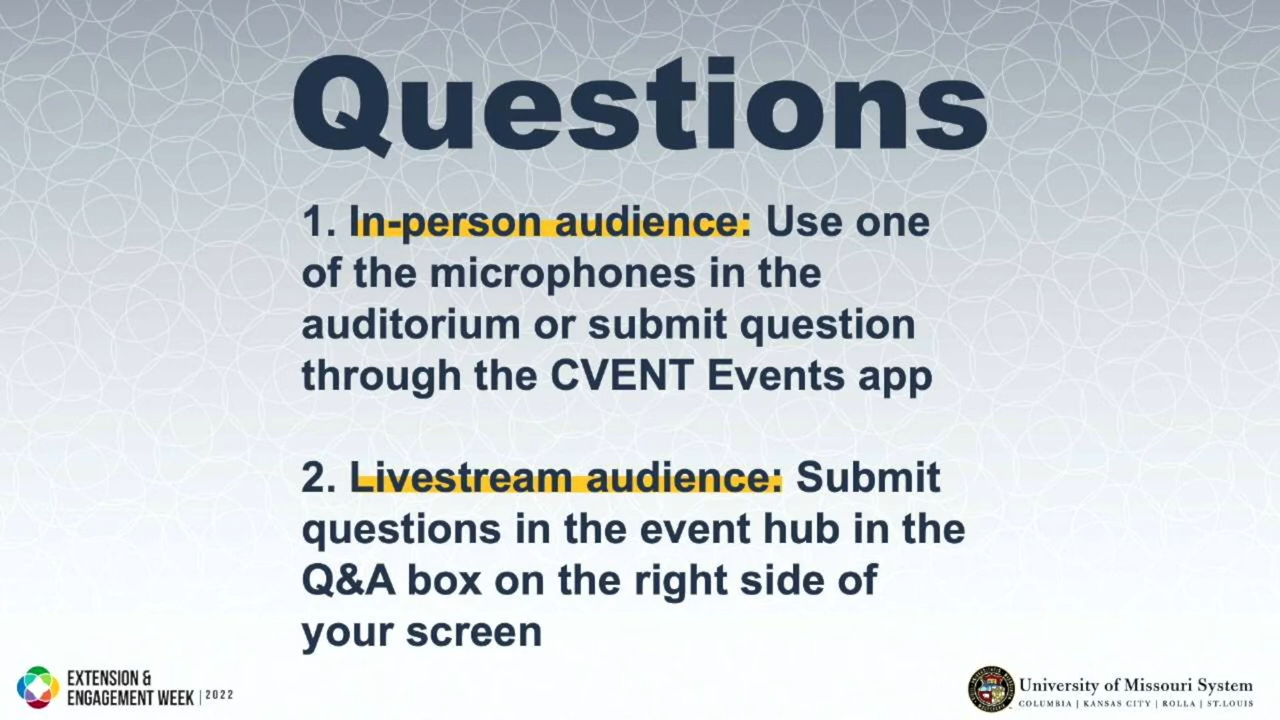 Questions
1. In-person audience: Use one
of the microphones in the
auditorium or submit question
through the CVENT Events app
2. Livestream audience: Submit
questions in the event hub in the
Q&A box on the right side of
your screen
EXTENSION &
ENGAGEMENT WEEK | 2022
University of Missouri System
COLUMBIA | KANSAS CITY | ROLLA | ST.LOUIS